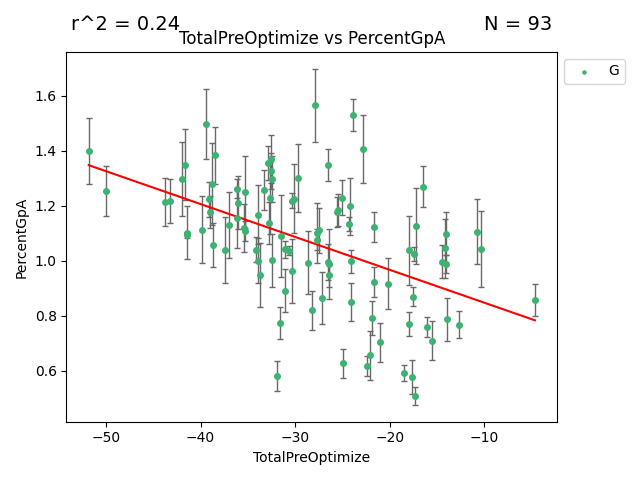 r^2 = 0.24
N = 93
TotalPreOptimize vs PercentGpA
G
1.6
1.4
1.2
1.0
0.8
0.6
PercentGpA
−50
−40
−30
−20
−10
TotalPreOptimize